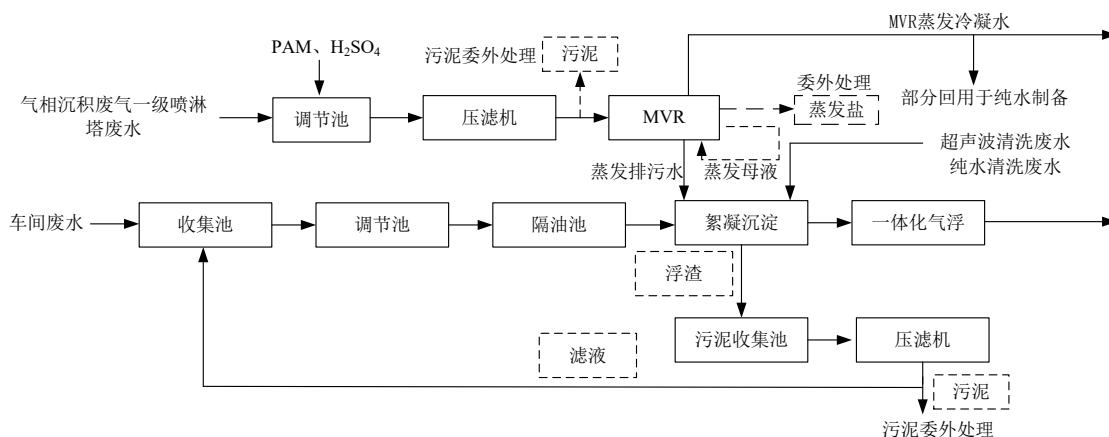 MVR蒸发冷凝水
PAM、H₂SO₄
污泥委外处理
污泥
委外处理
部分回用于纯水制备
气相沉积废气一级喷淋
塔废水
调节池
压滤机
MVR
蒸发盐
超声波清洗废水
纯水清洗废水
蒸发排污水
蒸发母液
车间废水
收集池
调节池
隔油池
絮凝沉淀
一体化气浮
浮渣
污泥收集池
压滤机
滤液
污泥
污泥委外处理